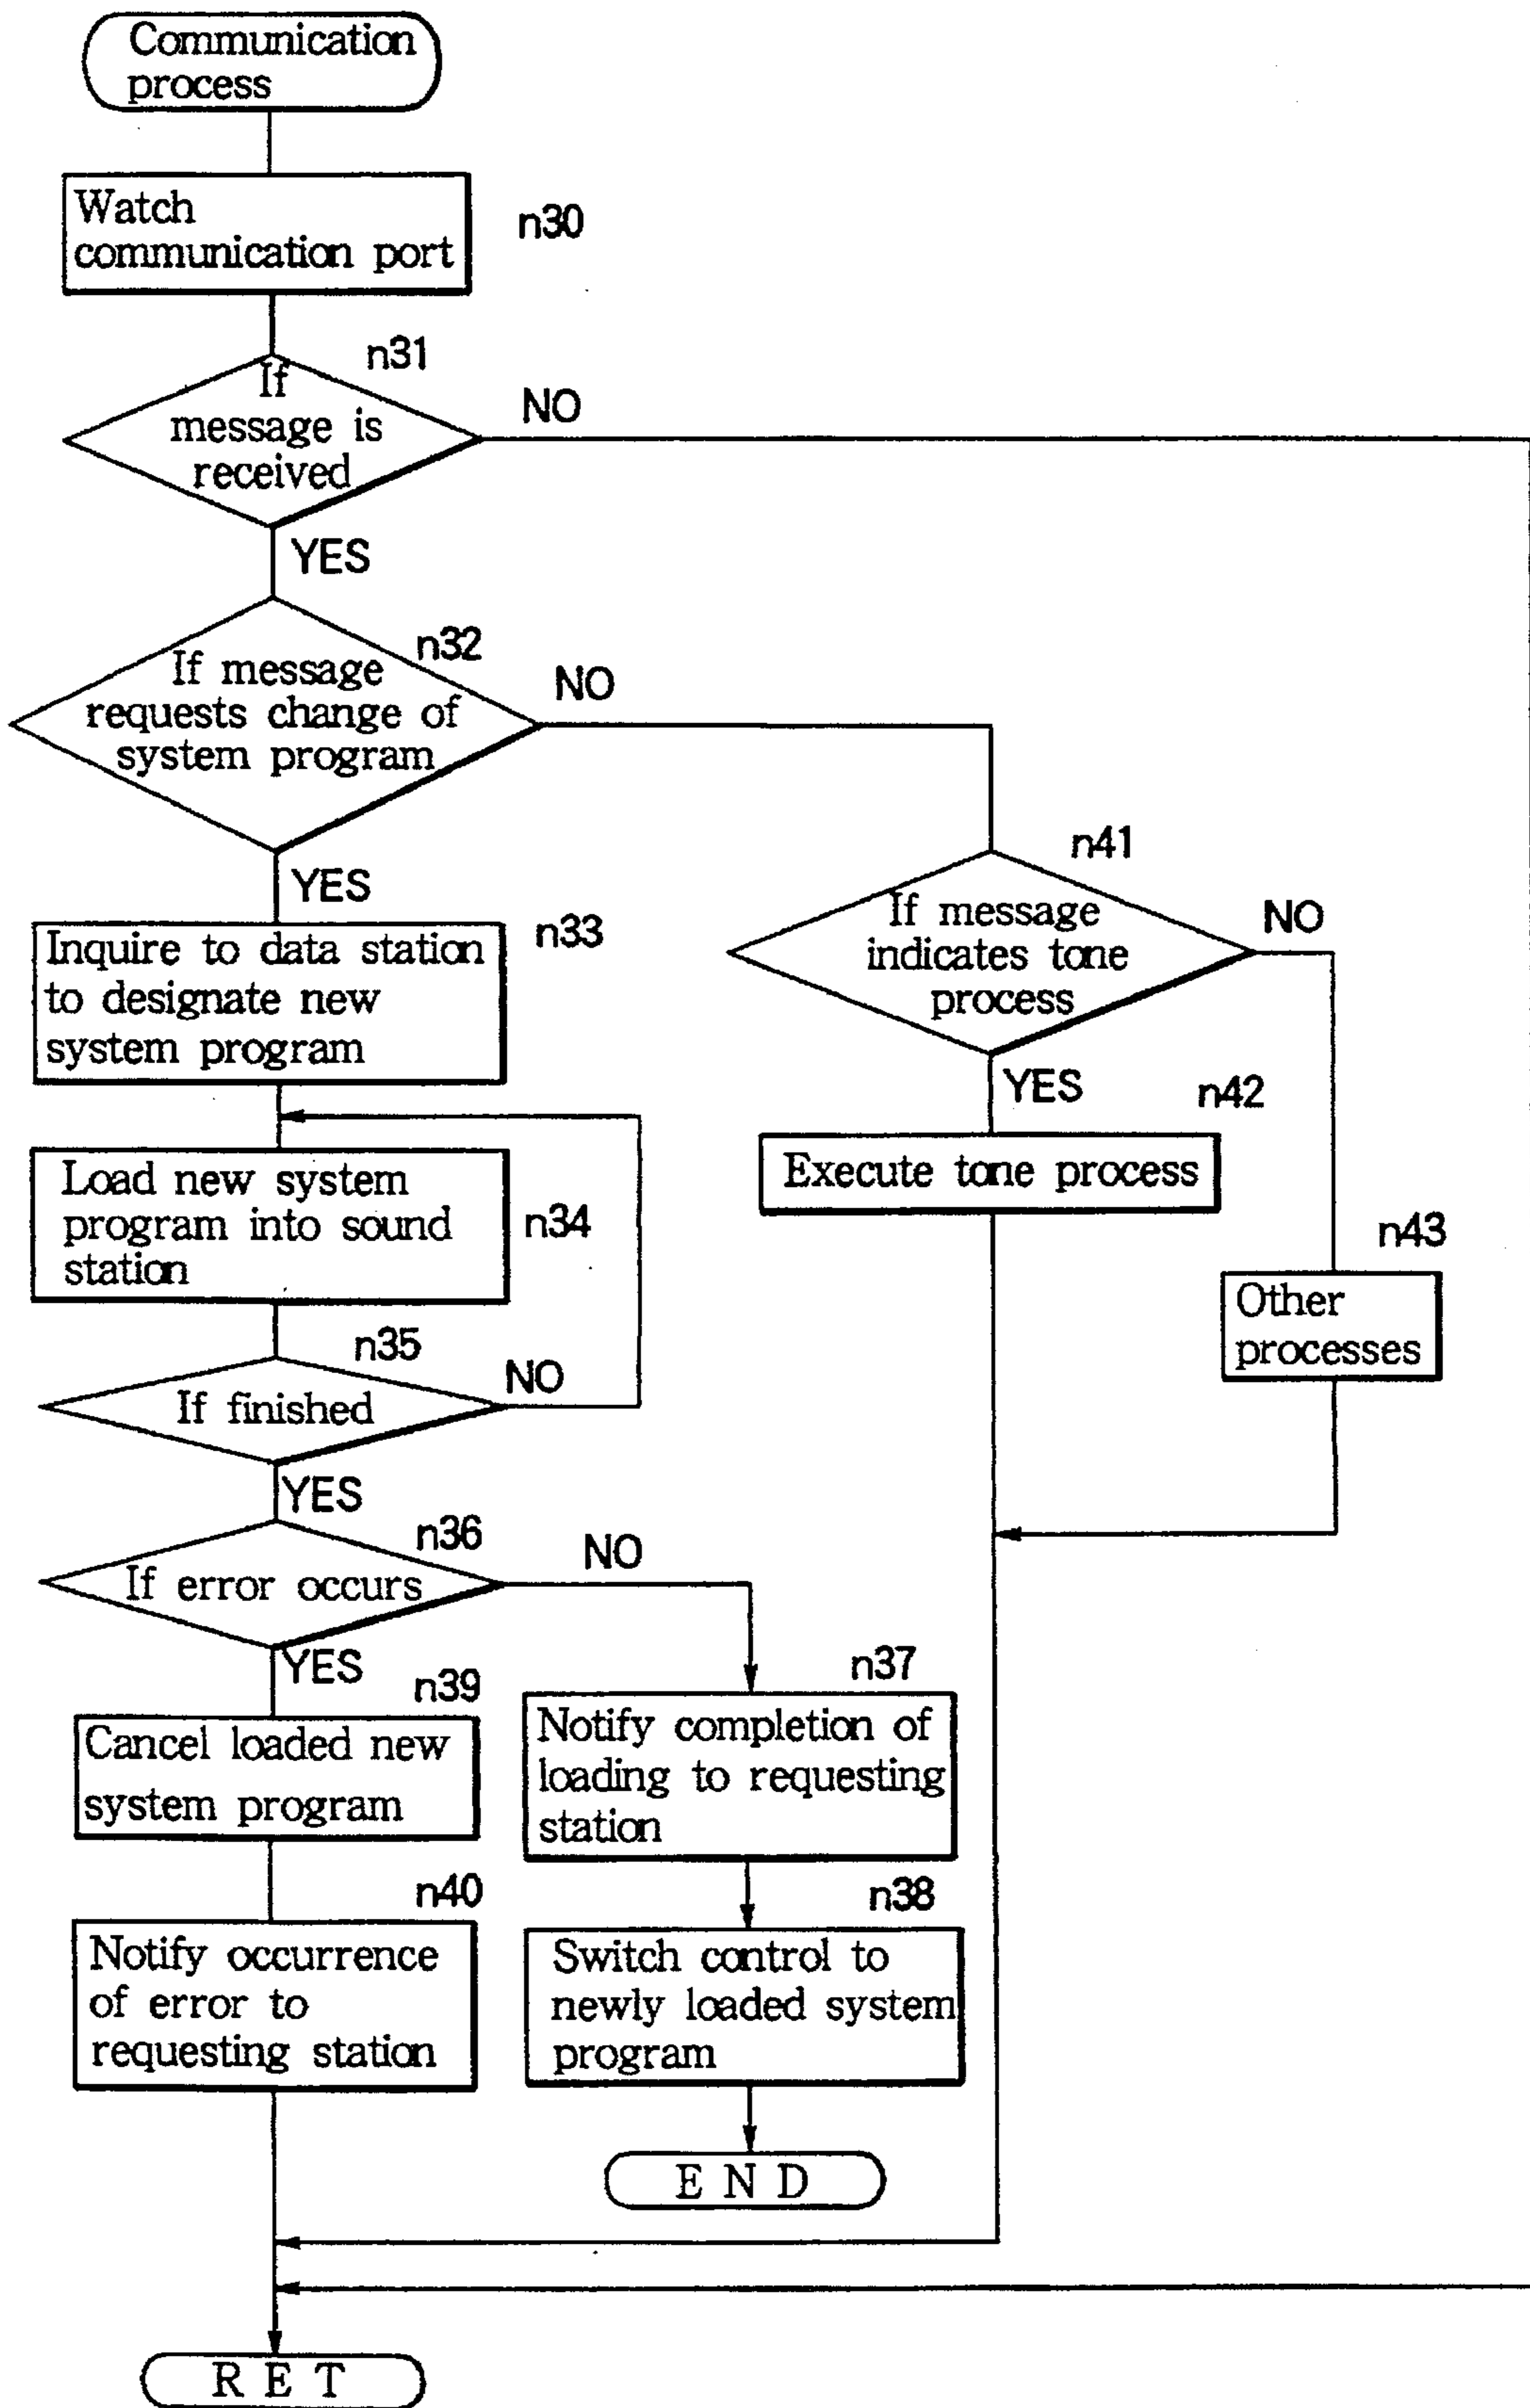 Communication
process
Watch
communication port
n30
n31
If
message is
received
NO
YES
n32
If message
requests change of
system program
NO
YES
n33
Inquire to data station
to designate new
system program
n41
If message
indicates tone
process
NO
YES
n42
Execute tone process
n43
Other
processes
Load new system
program into sound
station
n34
n35
If finished
NO
YES
n36
If error occurs
NO
YES
n39
Cancel loaded new
system program
n37
Notify completion of
loading to requesting
station
n40
Notify occurrence
of error to
requesting station
n38
Switch control to
newly loaded system
program
E N D
R E T